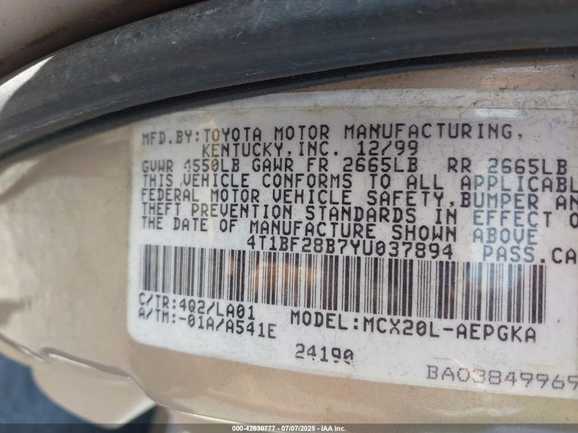 MFD.BY:TOYOTA MOTOR MANUFACTURING,
KENTUCKY,INC. 12/99
GVWR 4550LB GAWR FR 2665LB RR 2665LB
THIS VEHICLE CONFORMS TO ALL APPLICABL
FEDERAL MOTOR VEHICLE SAFETY,BUMPER AN
THEFT PREVENTION STANDARDS IN EFFECT O
THE DATE OF MANUFACTURE SHOWN ABOVE
4T1BF28B7YU037894 PASS.CA
C/TR:4Q2/LA01 MODEL:MCX20L-AEPGKA
A/TM:-01A/A541E
24190
BA03849969
000-42630777 - 07/07/2025 - IAA Inc.